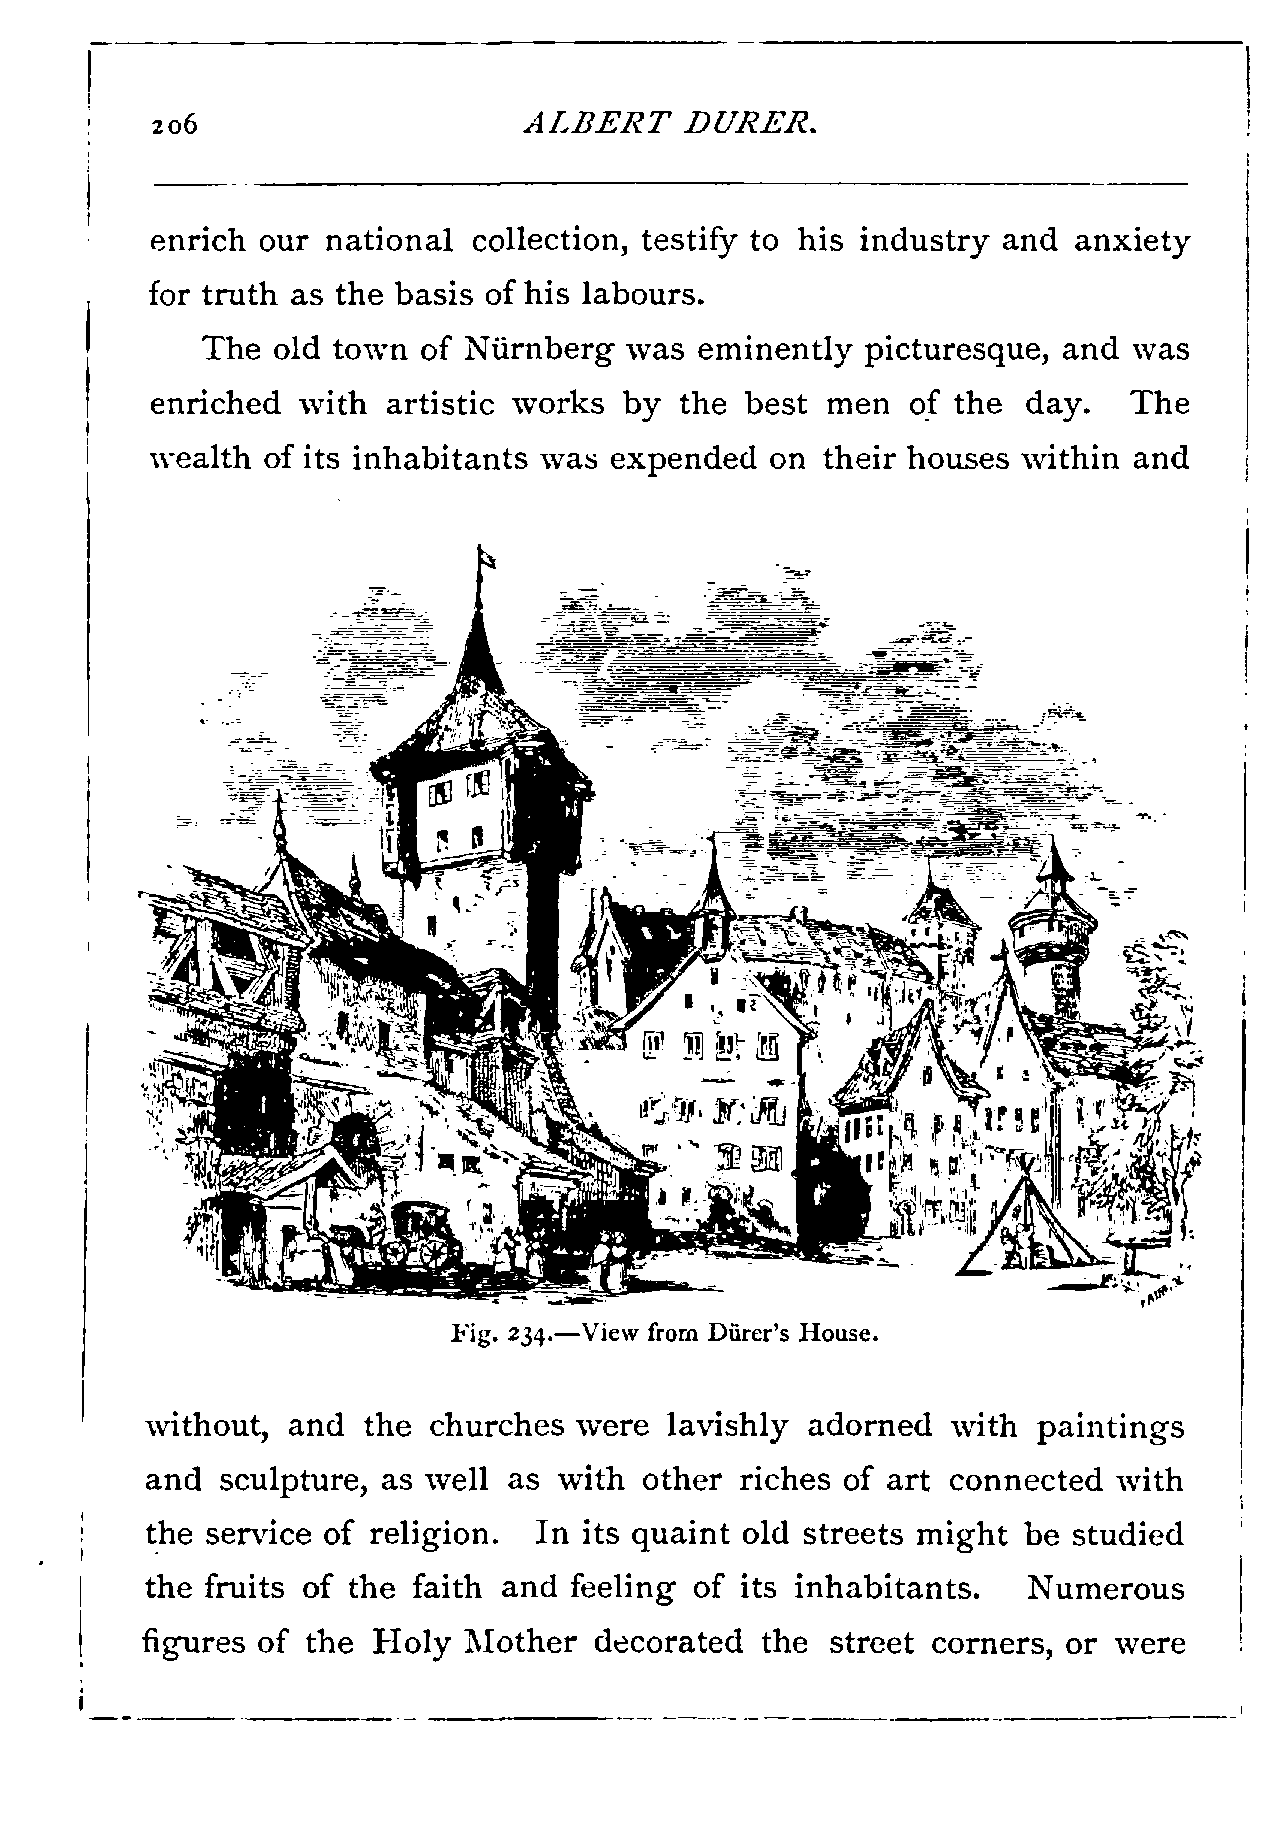 206 ALBERT DURER.
enrich our national collection, testify to his industry and anxiety
for truth as the basis of his labours.
The old town of Nürnberg was eminently picturesque, and was
enriched with artistic works by the best men of the day. The
wealth of its inhabitants was expended on their houses within and
Fig. 234.—View from Dürer's House.
without, and the churches were lavishly adorned with paintings
and sculpture, as well as with other riches of art connected with
the service of religion. In its quaint old streets might be studied
the fruits of the faith and feeling of its inhabitants. Numerous
figures of the Holy Mother decorated the street corners, or were